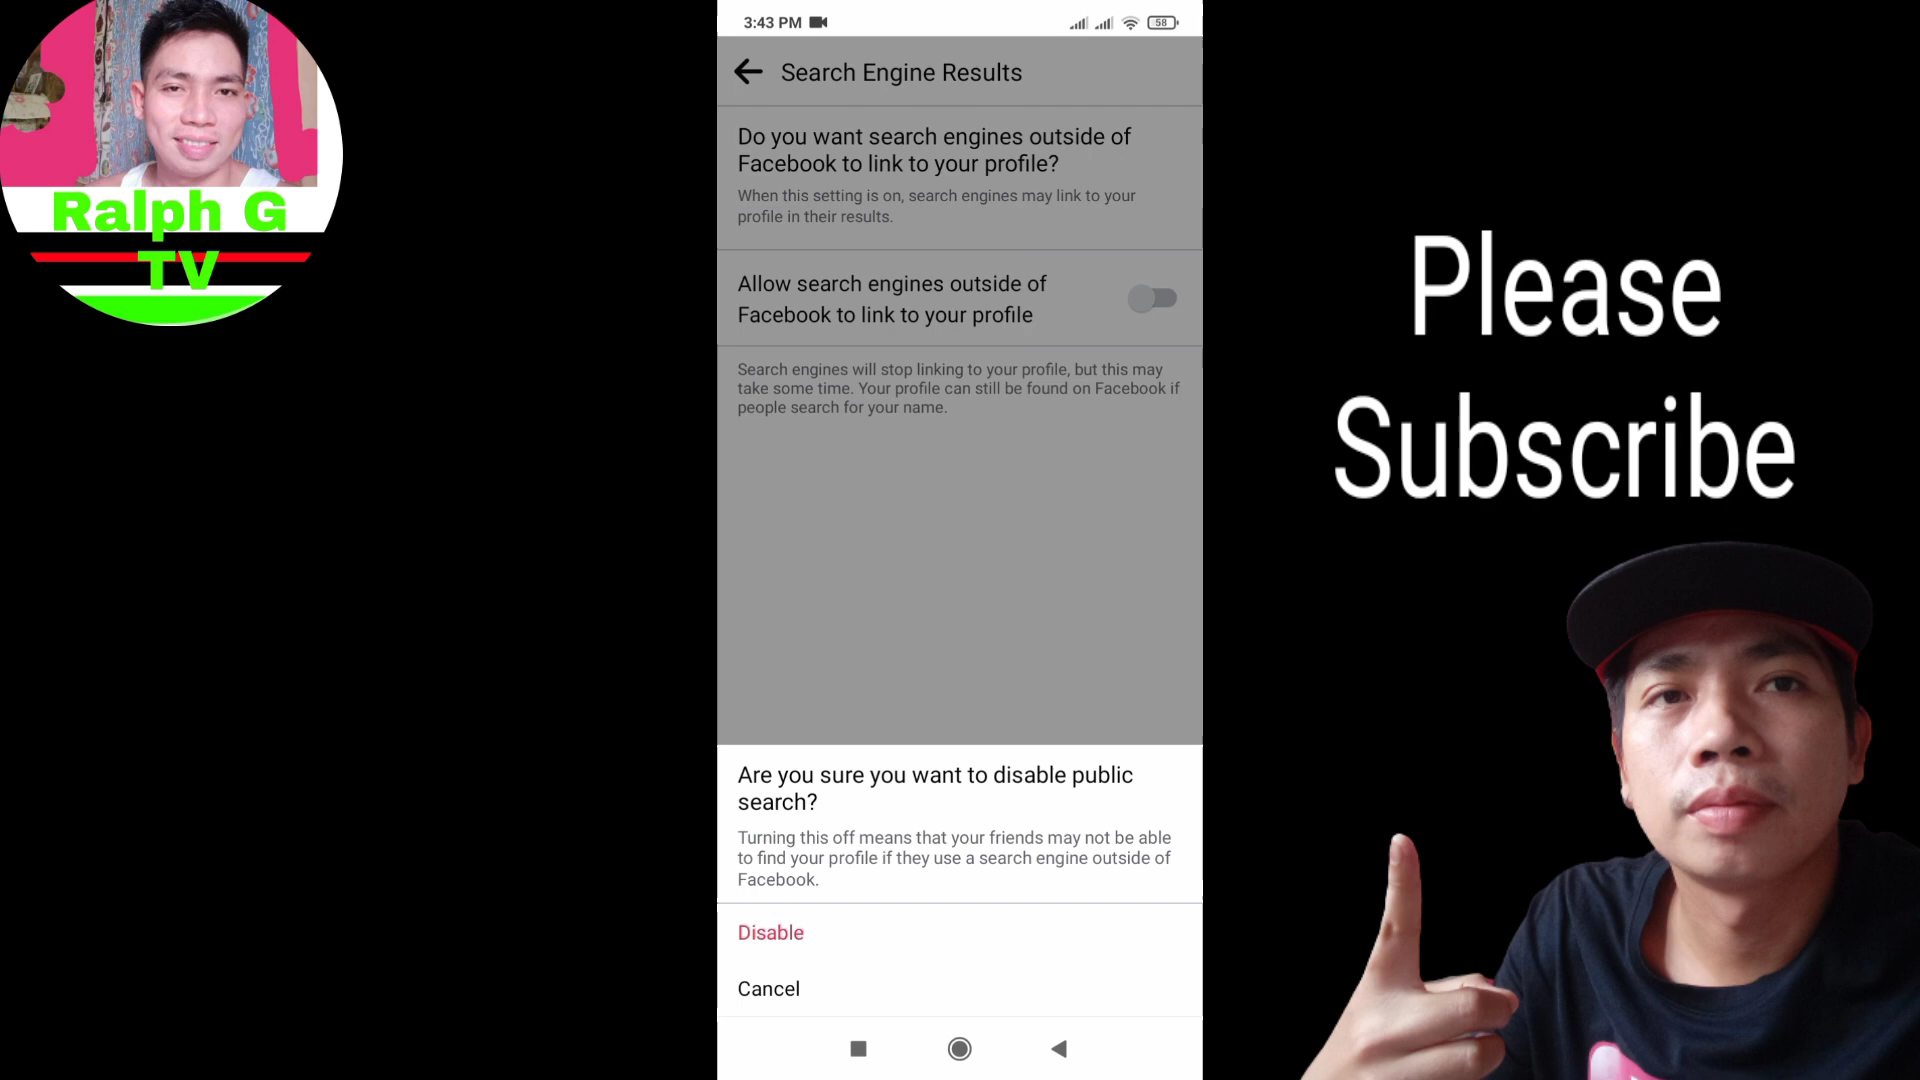 Ralph G
TV
3:43 PM
58
Search Engine Results
Do you want search engines outside of
Facebook to link to your profile?
When this setting is on, search engines may link to your
profile in their results.
Allow search engines outside of
Facebook to link to your profile
Search engines will stop linking to your profile, but this may
take some time. Your profile can still be found on Facebook if
people search for your name.
Are you sure you want to disable public
search?
Turning this off means that your friends may not be able
to find your profile if they use a search engine outside of
Facebook.
Disable
Cancel
Please
Subscribe